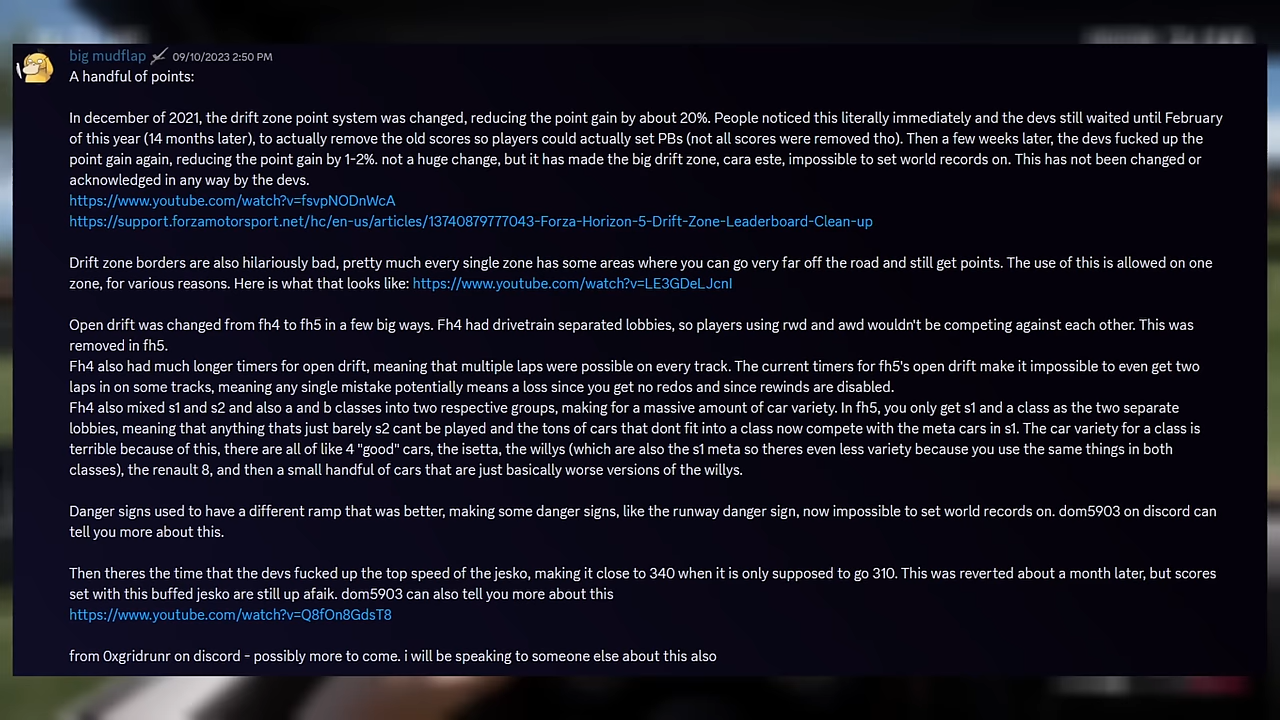 big mudflap 09/10/2023 2:50 PM
A handful of points:
In december of 2021, the drift zone point system was changed, reducing the point gain by about 20%. People noticed this literally immediately and the devs still waited until February
of this year (14 months later), to actually remove the old scores so players could actually set PBs (not all scores were removed tho). Then a few weeks later, the devs fucked up the
point gain again, reducing the point gain by 1-2%. not a huge change, but it has made the big drift zone, cara este, impossible to set world records on. This has not been changed or
acknowledged in any way by the devs.
https://www.youtube.com/watch?v=fsvpNODnWcA
https://support.forzamotorsport.net/hc/en-us/articles/13740879777043-Forza-Horizon-5-Drift-Zone-Leaderboard-Clean-up
Drift zone borders are also hilariously bad, pretty much every single zone has some areas where you can go very far off the road and still get points. The use of this is allowed on one
zone, for various reasons. Here is what that looks like: https://www.youtube.com/watch?v=LE3GDeLJcnI
Open drift was changed from fh4 to fh5 in a few big ways. Fh4 had drivetrain separated lobbies, so players using rwd and awd wouldn't be competing against each other. This was
removed in fh5.
Fh4 also had much longer timers for open drift, meaning that multiple laps were possible on every track. The current timers for fh5's open drift make it impossible to even get two
laps in on some tracks, meaning any single mistake potentially means a loss since you get no redos and since rewinds are disabled.
Fh4 also mixed s1 and s2 and also a and b classes into two respective groups, making for a massive amount of car variety. In fh5, you only get s1 and a class as the two separate
lobbies, meaning that anything thats just barely s2 cant be played and the tons of cars that dont fit into a class now compete with the meta cars in s1. The car variety for a class is
terrible because of this, there are all of like 4 "good" cars, the isetta, the willys (which are also the s1 meta so theres even less variety because you use the same things in both
classes), the renault 8, and then a small handful of cars that are just basically worse versions of the willys.
Danger signs used to have a different ramp that was better, making some danger signs, like the runway danger sign, now impossible to set world records on. dom5903 on discord can
tell you more about this.
Then theres the time that the devs fucked up the top speed of the jesko, making it close to 340 when it is only supposed to go 310. This was reverted about a month later, but scores
set with this buffed jesko are still up afaik. dom5903 can also tell you more about this
https://www.youtube.com/watch?v=Q8fOn8GdsT8
from 0xgridrunr on discord - possibly more to come. i will be speaking to someone else about this also